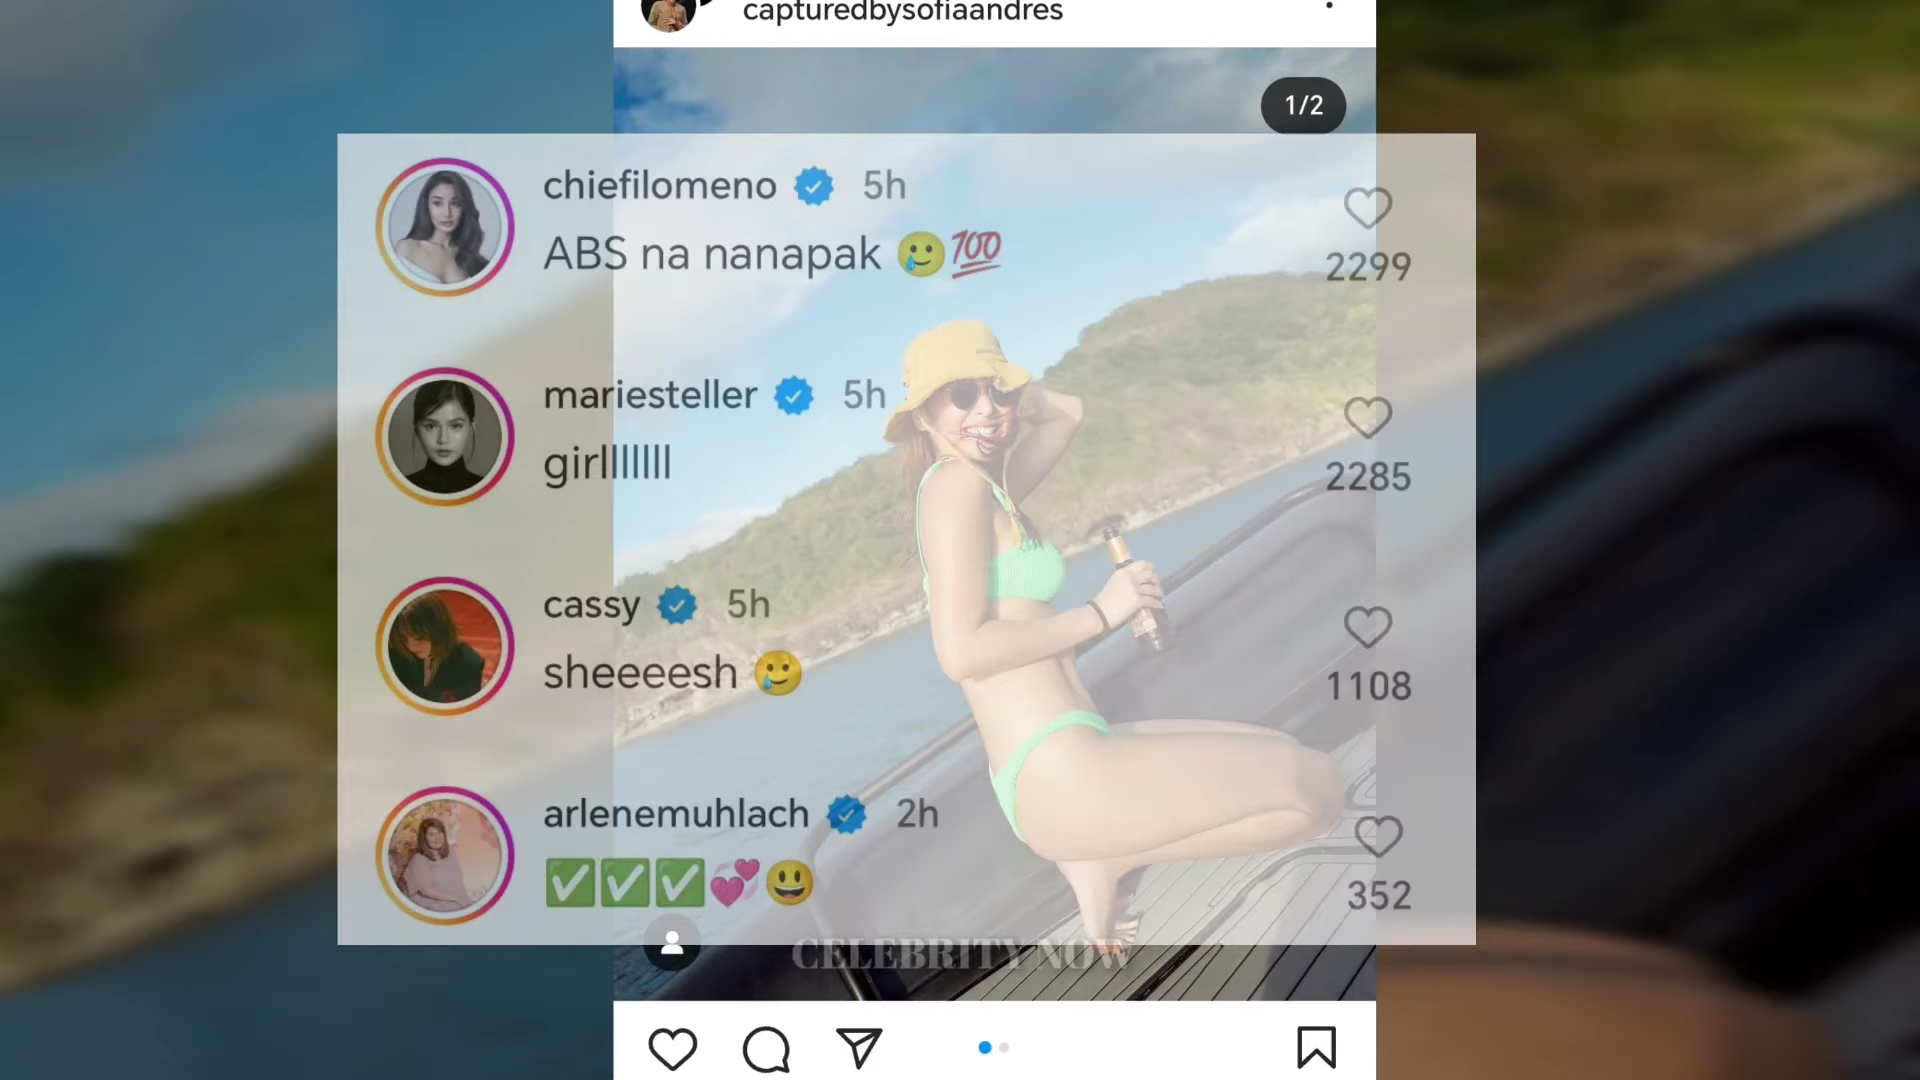 capturedbysofiaandres
1/2
chiefilomeno 5h
ABS na nanapak 🥲💯
2299
mariesteller 5h
girlllllll
2285
cassy 5h
sheeeesh 🥲
1108
arlenemuhlach 2h
✅✅✅💞😃
352
CELEBRITY NOW